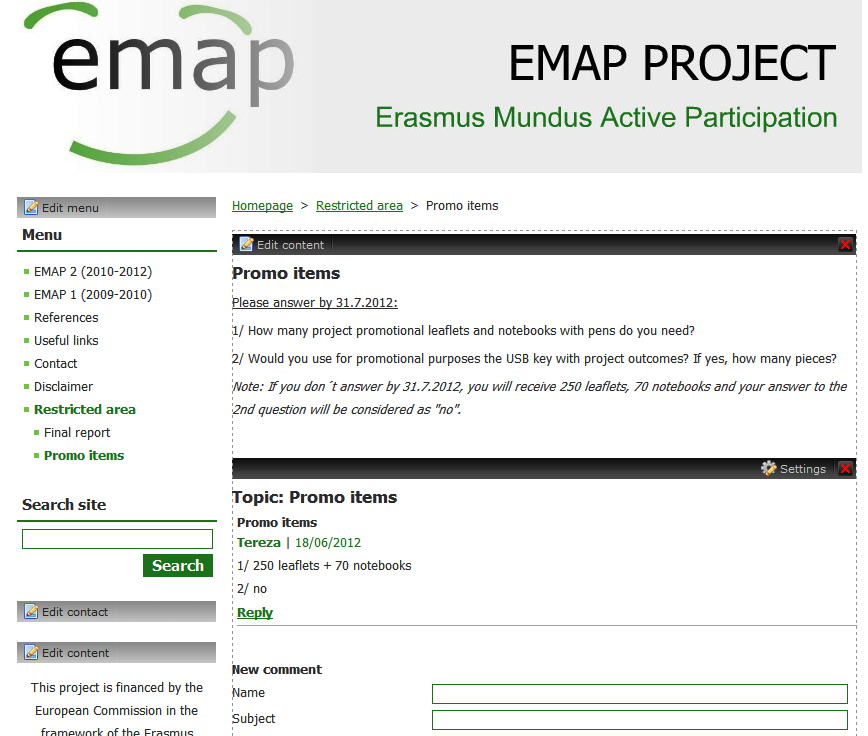 emap
EMAP PROJECT
Erasmus Mundus Active Participation
Edit menu
Menu
EMAP 2 (2010-2012)
EMAP 1 (2009-2010)
References
Useful links
Contact
Disclaimer
Restricted area
Final report
Promo items
Search site
Search
Edit contact
Edit content
This project is financed by the
European Commission in the
framework of the Erasmus
Homepage > Restricted area > Promo items
Edit content
Promo items
Please answer by 31.7.2012:
1/ How many project promotional leaflets and notebooks with pens do you need?
2/ Would you use for promotional purposes the USB key with project outcomes? If yes, how many pieces?
Note: If you don´t answer by 31.7.2012, you will receive 250 leaflets, 70 notebooks and your answer to the
2nd question will be considered as "no".
Settings
Topic: Promo items
Promo items
Tereza | 18/06/2012
1/ 250 leaflets + 70 notebooks
2/ no
Reply
New comment
Name
Subject